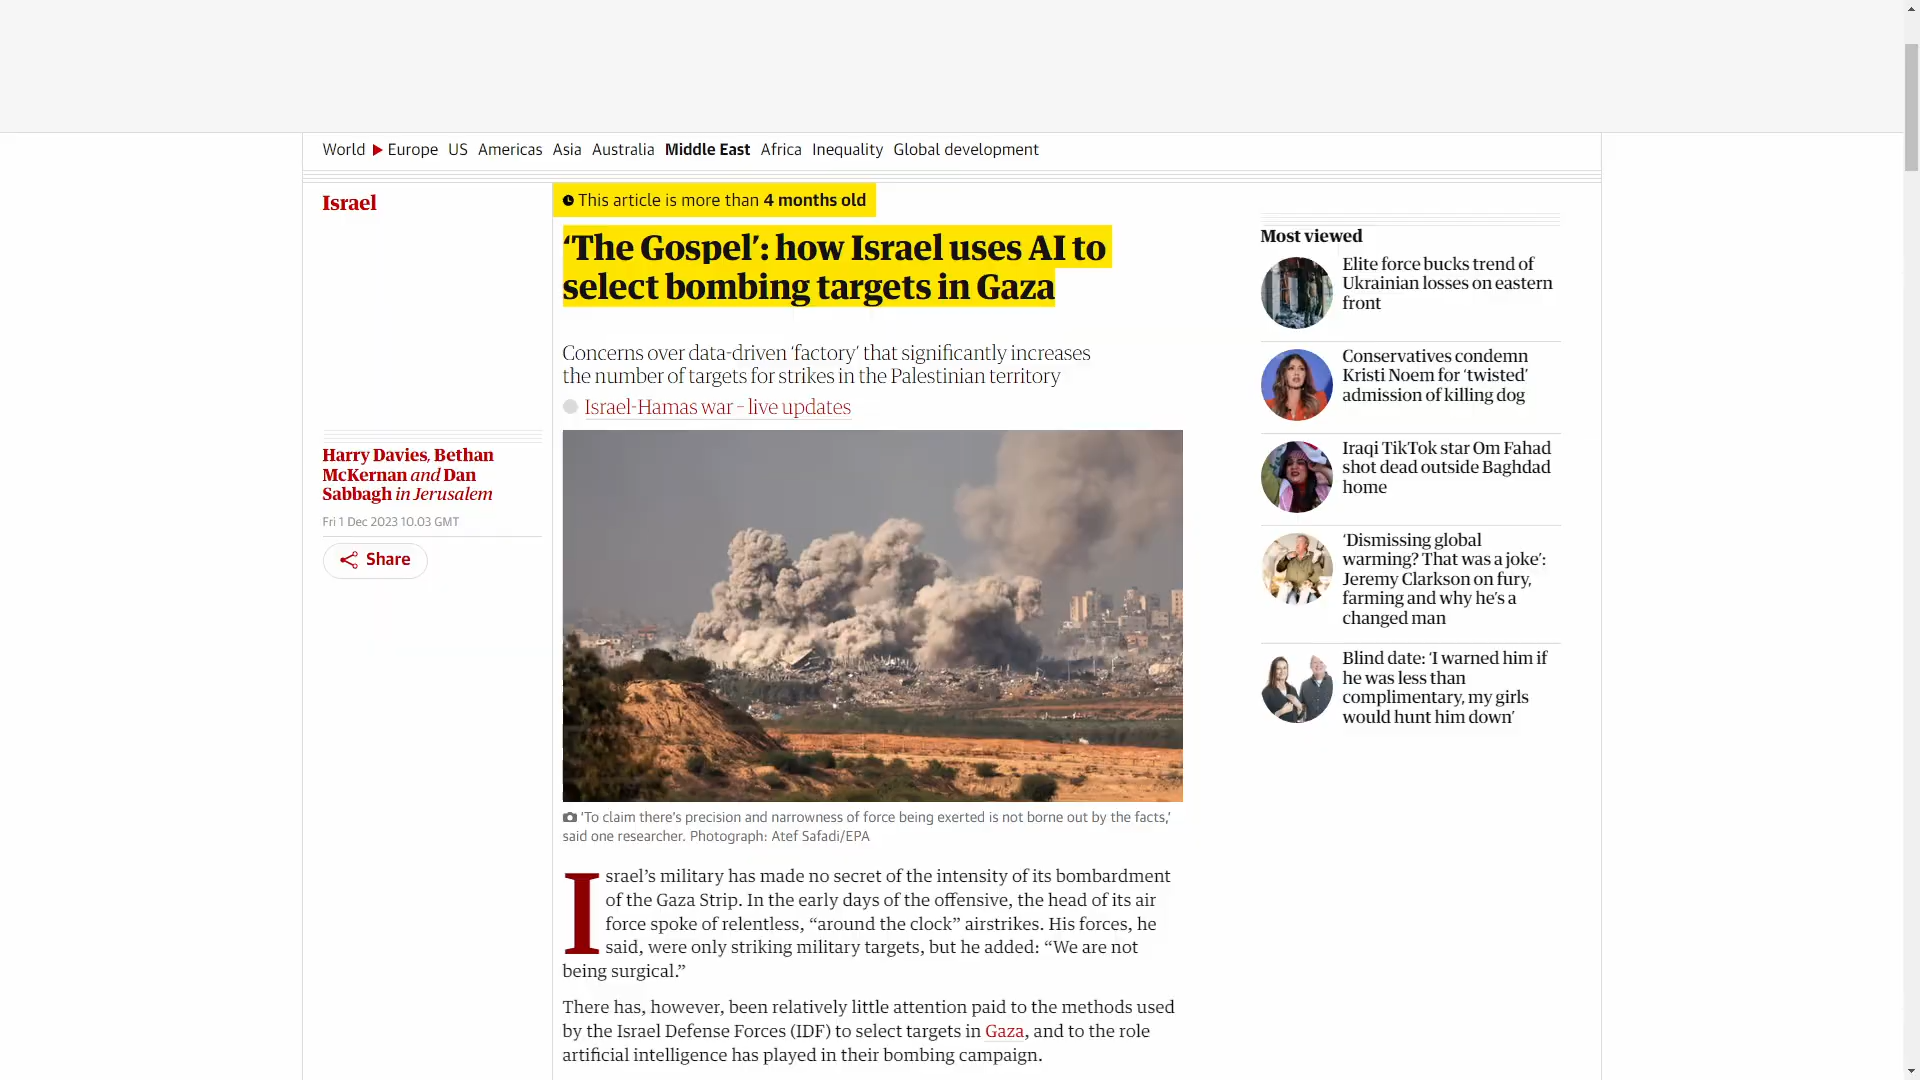 World Europe US Americas Asia Australia Middle East Africa Inequality Global development
Israel
This article is more than 4 months old
‘The Gospel’: how Israel uses AI to
select bombing targets in Gaza
Concerns over data-driven ‘factory’ that significantly increases
the number of targets for strikes in the Palestinian territory
Israel-Hamas war – live updates
Harry Davies, Bethan
McKernan and Dan
Sabbagh in Jerusalem
Fri 1 Dec 2023 10.03 GMT
Share
‘To claim there’s precision and narrowness of force being exerted is not borne out by the facts,’
said one researcher. Photograph: Atef Safadi/EPA
Israel’s military has made no secret of the intensity of its bombardment
of the Gaza Strip. In the early days of the offensive, the head of its air
force spoke of relentless, “around the clock” airstrikes. His forces, he
said, were only striking military targets, but he added: “We are not
being surgical.”
There has, however, been relatively little attention paid to the methods used
by the Israel Defense Forces (IDF) to select targets in Gaza, and to the role
artificial intelligence has played in their bombing campaign.
Most viewed
Elite force bucks trend of
Ukrainian losses on eastern
front
Conservatives condemn
Kristi Noem for ‘twisted’
admission of killing dog
Iraqi TikTok star Om Fahad
shot dead outside Baghdad
home
‘Dismissing global
warming? That was a joke’:
Jeremy Clarkson on fury,
farming and why he’s a
changed man
Blind date: ‘I warned him if
he was less than
complimentary, my girls
would hunt him down’